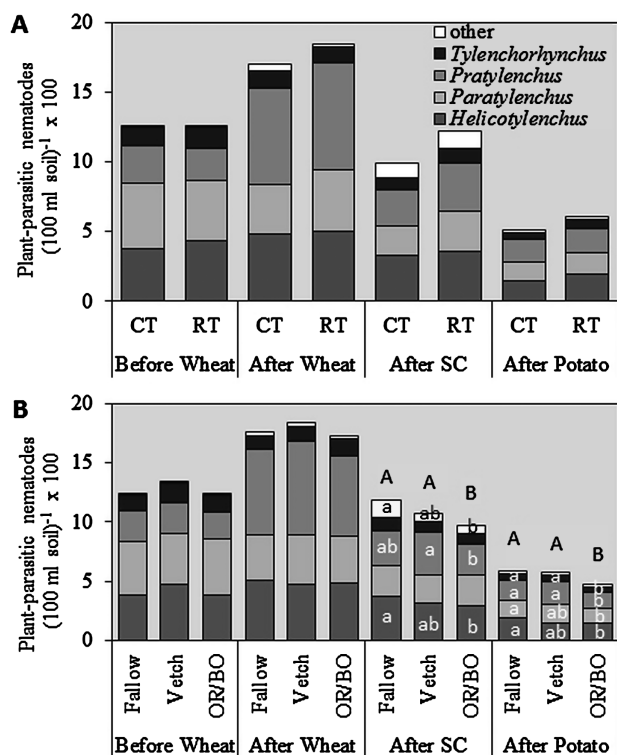 A
20
15
10
5
0
Plant-parasitic nematodes
(100 ml soil)-1 x 100
other
Tylenchorhynchus
Pratylenchus
Paratylenchus
Helicotylenchus
CT RT CT RT CT RT CT RT
Before Wheat After Wheat After SC After Potato
B
20
15
10
5
0
Plant-parasitic nematodes
(100 ml soil)-1 x 100
A A B A A B
a ab b
ab a b
a ab b
a a b
a a b
a ab b
a ab b
Fallow Vetch OR/BO Fallow Vetch OR/BO Fallow Vetch OR/BO Fallow Vetch OR/BO
Before Wheat After Wheat After SC After Potato